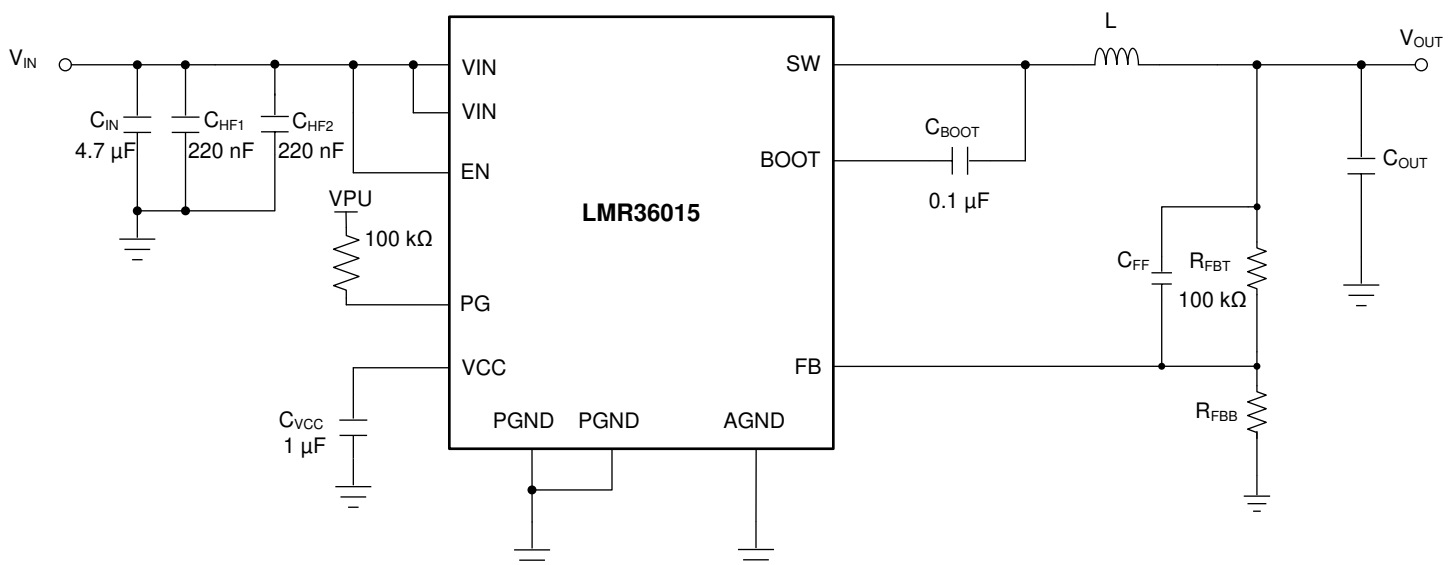 L
V_IN
V_OUT
VIN
SW
VIN
C_IN
4.7 µF
C_HF1
220 nF
C_HF2
220 nF
C_BOOT
0.1 µF
BOOT
EN
C_OUT
VPU
100 kΩ
LMR36015
C_FF
R_FBT
100 kΩ
PG
VCC
FB
C_VCC
1 µF
PGND
PGND
AGND
R_FBB